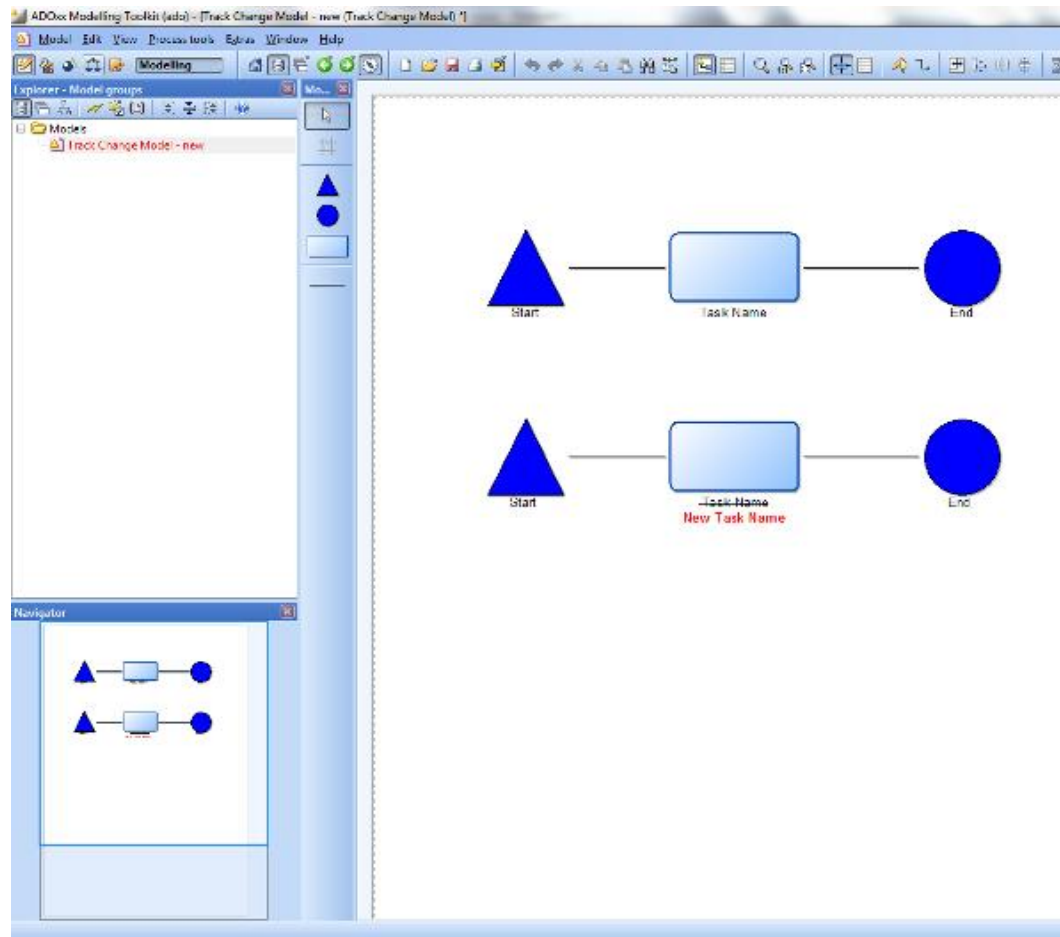 ADOxx Modelling Toolkit (ado) - [Track Change Model - new (Track Change Model) *]
Model Edit View Process tools Extras Window Help
Modelling
Explorer - Model groups
Mo...
Models
Track Change Model - new
Start
Task Name
End
Start
Task Name
End
New Task Name
Navigator